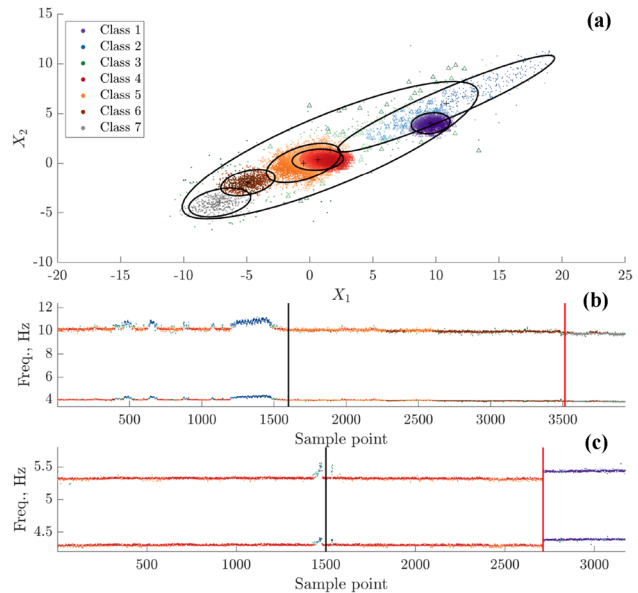 (a)
Class 1
Class 2
Class 3
Class 4
Class 5
Class 6
Class 7
15
10
5
0
-5
-10
X2
-20 -15 -10 -5 0 5 10 15 20 25
X1
(b)
12
10
8
6
4
Freq., Hz
500 1000 1500 2000 2500 3000 3500
Sample point
(c)
5.5
5
4.5
Freq., Hz
500 1000 1500 2000 2500 3000
Sample point